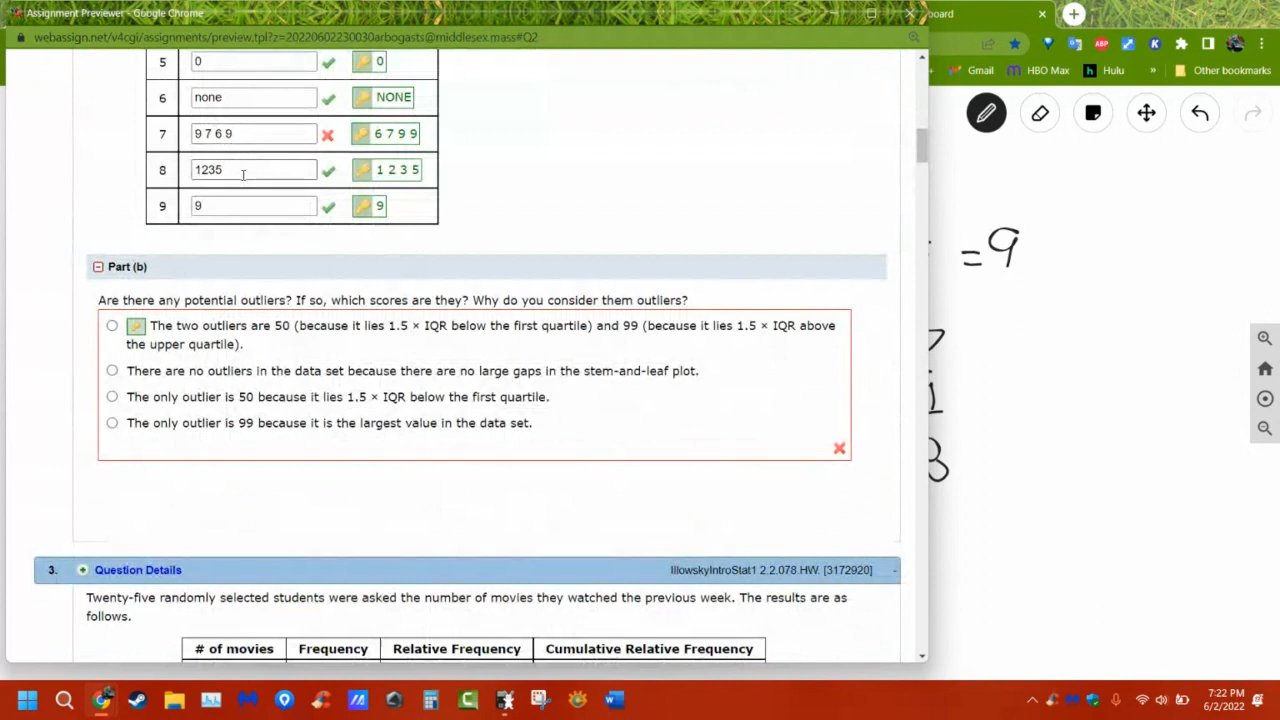 Assignment Previewer - Google Chrome
board
webassign.net/v4cgi/assignments/preview.tpl?z=20220602230030arbogasts@middlesex.mass#Q2
ABP
K
Gmail
HBO Max
h Hulu
»
Other bookmarks
5 0 0
6 none NONE
7 9 7 6 9 6 7 9 9
8 1235 1 2 3 5
9 9 9
= 9
Part (b)
Are there any potential outliers? If so, which scores are they? Why do you consider them outliers?
The two outliers are 50 (because it lies 1.5 × IQR below the first quartile) and 99 (because it lies 1.5 × IQR above
the upper quartile).
There are no outliers in the data set because there are no large gaps in the stem-and-leaf plot.
The only outlier is 50 because it lies 1.5 × IQR below the first quartile.
The only outlier is 99 because it is the largest value in the data set.
3. Question Details IllowskyIntroStat1 2.2.078.HW. [3172920] -
Twenty-five randomly selected students were asked the number of movies they watched the previous week. The results are as
follows.
# of movies Frequency Relative Frequency Cumulative Relative Frequency
7:22 PM
6/2/2022